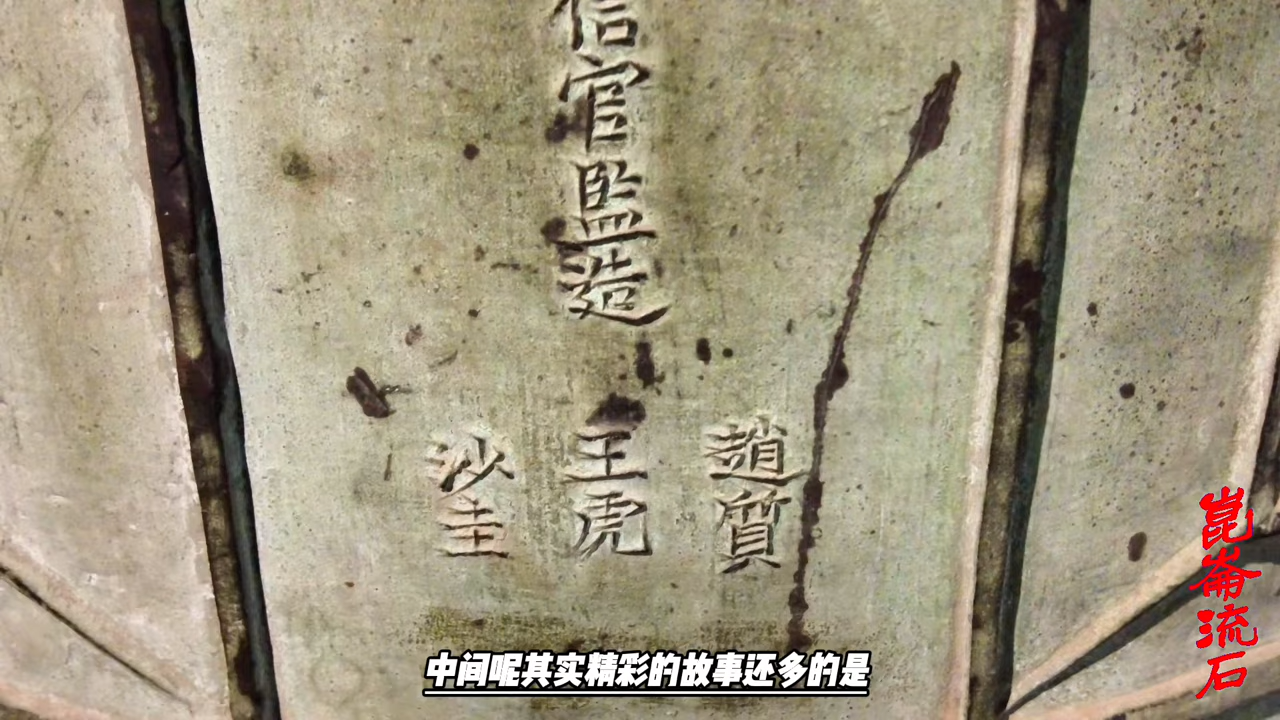 信官監造
趙質
王虎
沙圭
中间呢其实精彩的故事还多的是
崑崙流石